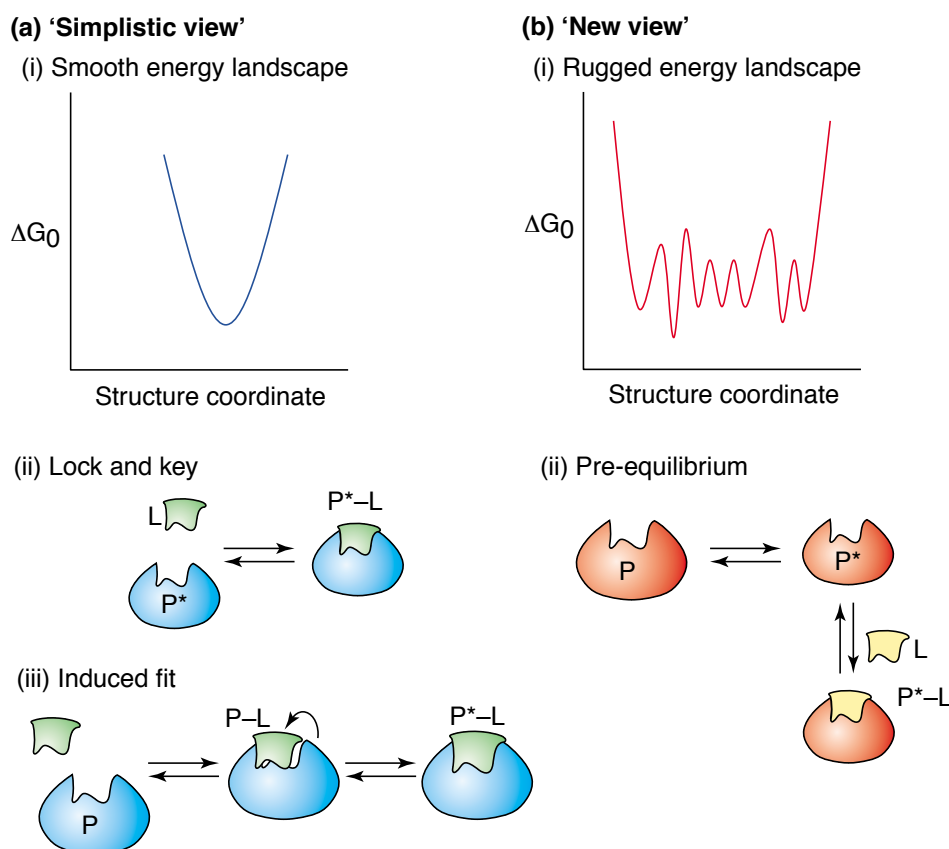 (a) ‘Simplistic view’
(i) Smooth energy landscape
ΔG0
Structure coordinate
(ii) Lock and key
L
P*
P*–L
(iii) Induced fit
P
P–L
P*–L
(b) ‘New view’
(i) Rugged energy landscape
ΔG0
Structure coordinate
(ii) Pre-equilibrium
P
P*
L
P*–L